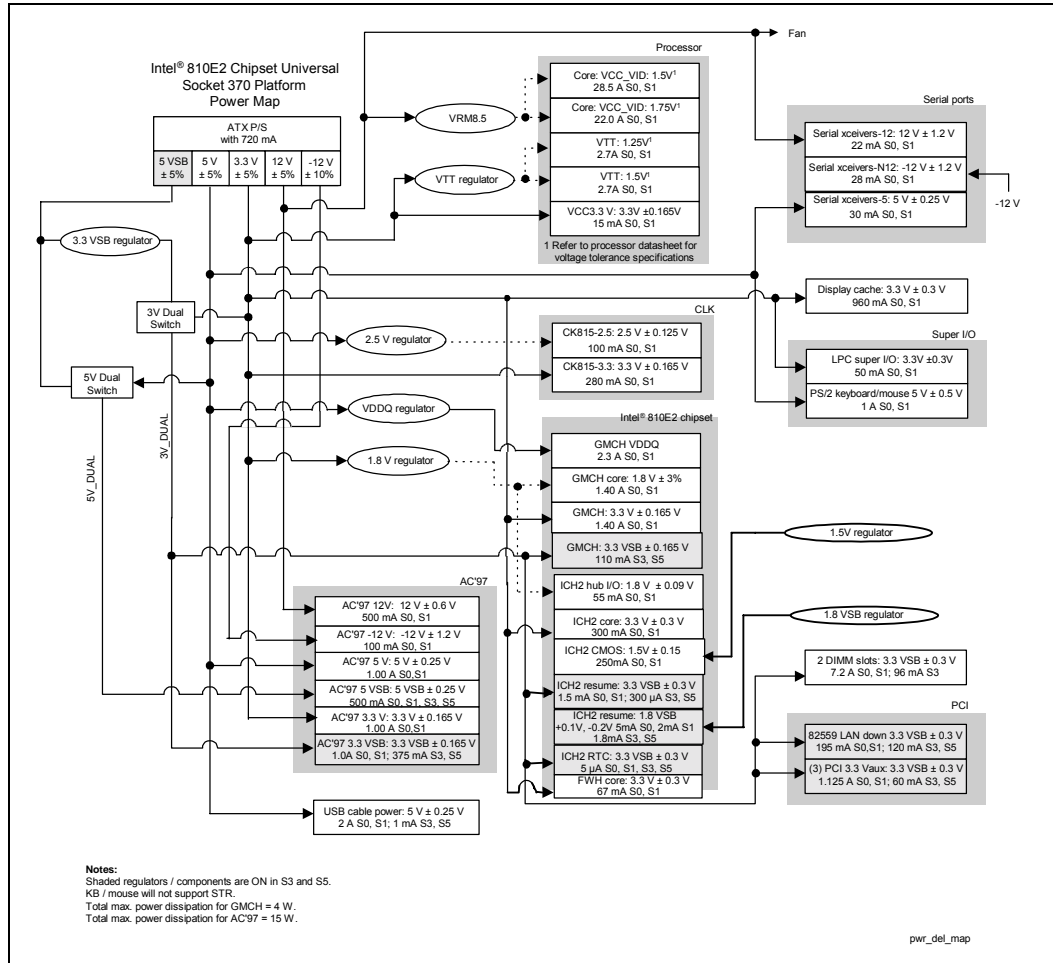 Intel® 810E2 Chipset Universal
Socket 370 Platform
Power Map
ATX P/S
with 720 mA
5 VSB
± 5%
5 V
± 5%
3.3 V
± 5%
12 V
± 5%
-12 V
± 10%
Fan
Processor
Core: VCC_VID: 1.5V¹
28.5 A S0, S1
Core: VCC_VID: 1.75V¹
22.0 A S0, S1
VTT: 1.25V¹
2.7A S0, S1
VTT: 1.5V¹
2.7A S0, S1
VCC3.3 V: 3.3V ±0.165V
15 mA S0, S1
1 Refer to processor datasheet for
voltage tolerance specifications
VRM8.5
VTT regulator
Serial ports
Serial xceivers-12: 12 V ± 1.2 V
22 mA S0, S1
Serial xceivers-N12: -12 V ± 1.2 V
28 mA S0, S1
Serial xceivers-5: 5 V ± 0.25 V
30 mA S0, S1
-12 V
3.3 VSB regulator
3V Dual
Switch
5V Dual
Switch
Display cache: 3.3 V ± 0.3 V
960 mA S0, S1
Super I/O
LPC super I/O: 3.3V ±0.3V
50 mA S0, S1
PS/2 keyboard/mouse 5 V ± 0.5 V
1 A S0, S1
CLK
2.5 V regulator
CK815-2.5: 2.5 V ± 0.125 V
100 mA S0, S1
CK815-3.3: 3.3 V ± 0.165 V
280 mA S0, S1
VDDQ regulator
1.8 V regulator
5V_DUAL
3V_DUAL
Intel® 810E2 chipset
GMCH VDDQ
2.3 A S0, S1
GMCH core: 1.8 V ± 3%
1.40 A S0, S1
GMCH: 3.3 V ± 0.165 V
1.40 A S0, S1
GMCH: 3.3 VSB ± 0.165 V
110 mA S3, S5
ICH2 hub I/O: 1.8 V ± 0.09 V
55 mA S0, S1
ICH2 core: 3.3 V ± 0.3 V
300 mA S0, S1
ICH2 CMOS: 1.5V ± 0.15
250mA S0, S1
ICH2 resume: 3.3 VSB ± 0.3 V
1.5 mA S0, S1; 300 µA S3, S5
ICH2 resume: 1.8 VSB
+0.1V, -0.2V 5mA S0, 2mA S1
1.8mA S3, S5
ICH2 RTC: 3.3 VSB ± 0.3 V
5 µA S0, S1, S3, S5
FWH core: 3.3 V ± 0.3 V
67 mA S0, S1
1.5V regulator
1.8 VSB regulator
AC'97
AC'97 12V: 12 V ± 0.6 V
500 mA S0, S1
AC'97 -12 V: -12 V ± 1.2 V
100 mA S0, S1
AC'97 5 V: 5 V ± 0.25 V
1.00 A S0,S1
AC'97 5 VSB: 5 VSB ± 0.25 V
500 mA S0, S1, S3, S5
AC'97 3.3 V: 3.3 V ± 0.165 V
1.00 A S0,S1
AC'97 3.3 VSB: 3.3 VSB ± 0.165 V
1.0A S0, S1; 375 mA S3, S5
2 DIMM slots: 3.3 VSB ± 0.3 V
7.2 A S0, S1; 96 mA S3
PCI
82559 LAN down 3.3 VSB ± 0.3 V
195 mA S0,S1; 120 mA S3, S5
(3) PCI 3.3 Vaux: 3.3 VSB ± 0.3 V
1.125 A S0, S1; 60 mA S3, S5
USB cable power: 5 V ± 0.25 V
2 A S0, S1; 1 mA S3, S5
Notes:
Shaded regulators / components are ON in S3 and S5.
KB / mouse will not support STR.
Total max. power dissipation for GMCH = 4 W.
Total max. power dissipation for AC'97 = 15 W.
pwr_del_map